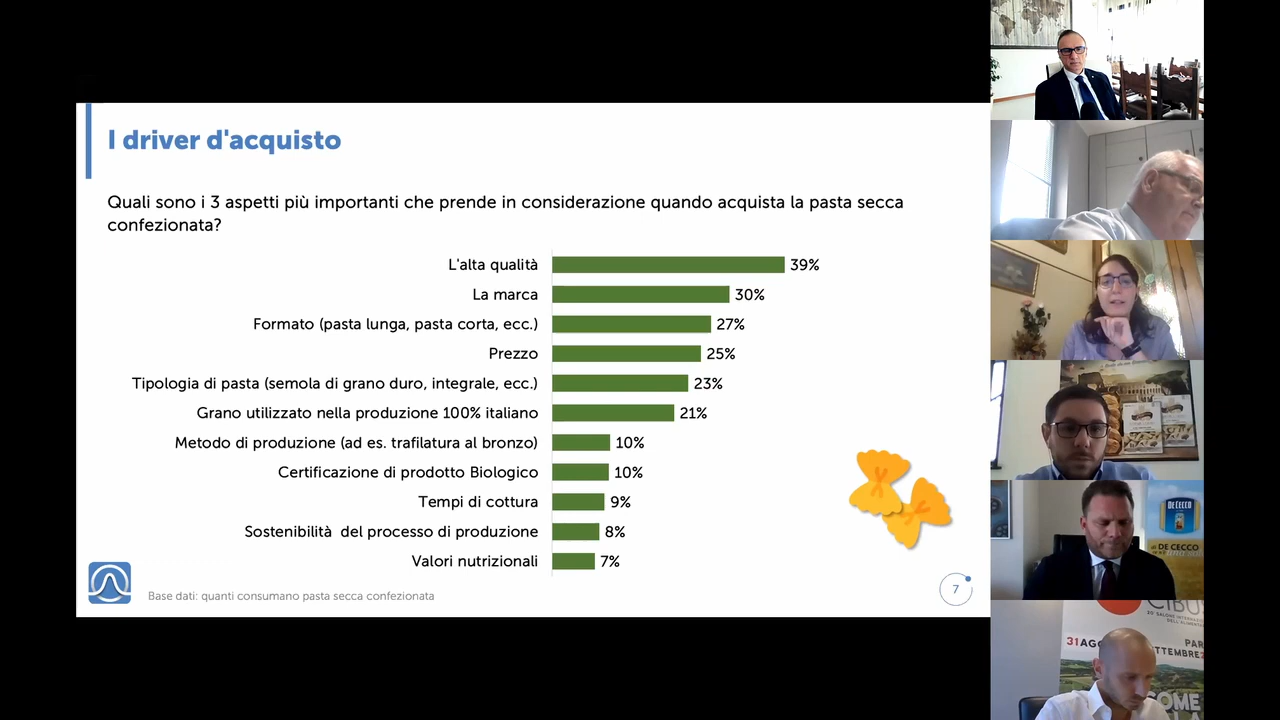 I driver d'acquisto
Quali sono i 3 aspetti più importanti che prende in considerazione quando acquista la pasta secca
confezionata?
L'alta qualità 39%
La marca 30%
Formato (pasta lunga, pasta corta, ecc.) 27%
Prezzo 25%
Tipologia di pasta (semola di grano duro, integrale, ecc.) 23%
Grano utilizzato nella produzione 100% italiano 21%
Metodo di produzione (ad es. trafilatura al bronzo) 10%
Certificazione di prodotto Biologico 10%
Tempi di cottura 9%
Sostenibilità del processo di produzione 8%
Valori nutrizionali 7%
Base dati: quanti consumano pasta secca confezionata
7
DE CECCO
DE CECCO
CIBUS
31